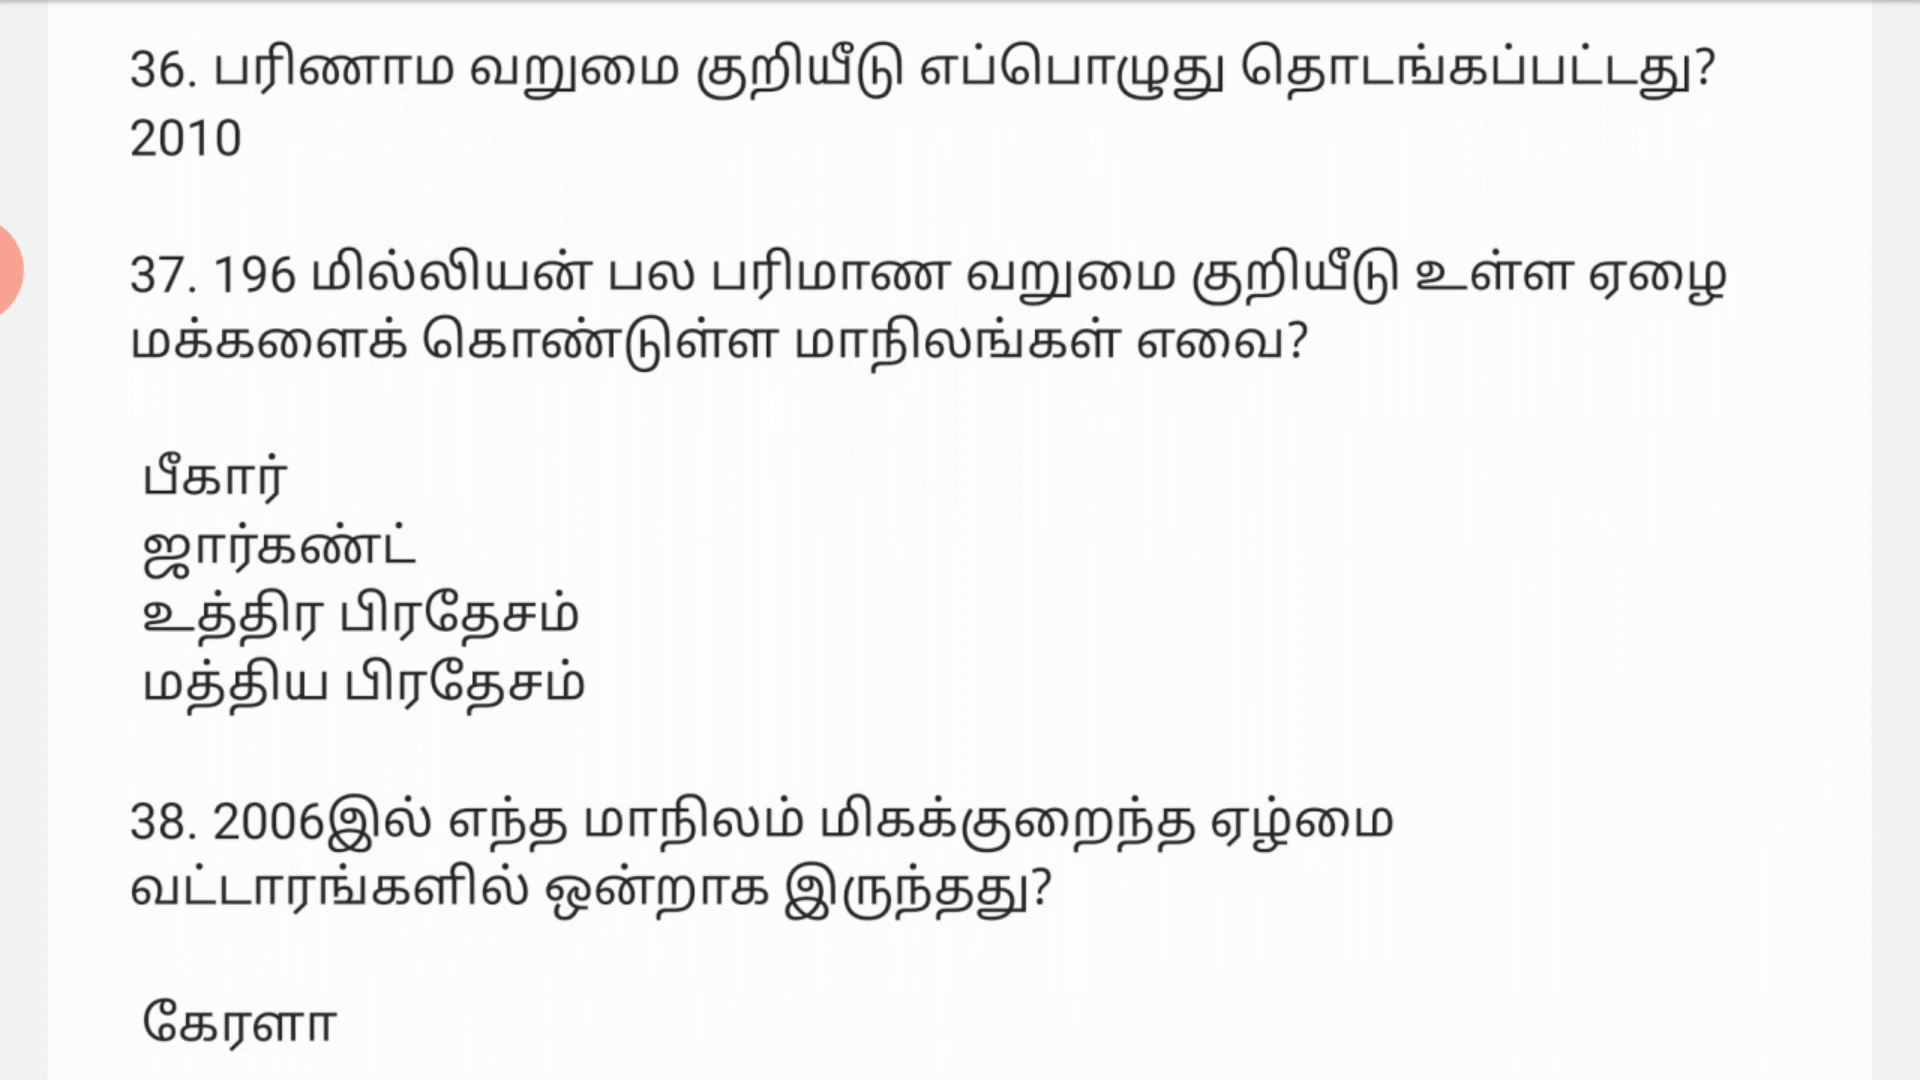 36. பரிணாம வறுமை குறியீடு எப்பொழுது தொடங்கப்பட்டது?
2010
37. 196 மில்லியன் பல பரிமாண வறுமை குறியீடு உள்ள ஏழை
மக்களைக் கொண்டுள்ள மாநிலங்கள் எவை?
பீகார்
ஜார்கண்ட்
உத்திர பிரதேசம்
மத்திய பிரதேசம்
38. 2006இல் எந்த மாநிலம் மிகக்குறைந்த ஏழ்மை
வட்டாரங்களில் ஒன்றாக இருந்தது?
கேரளா